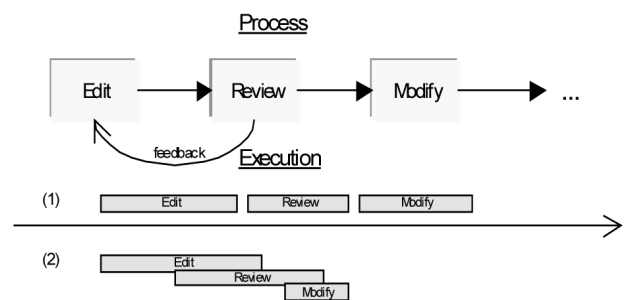 Process
Edit Review Modify ...
feedback
Execution
(1) Edit Review Modify
(2) Edit
Review
Modify